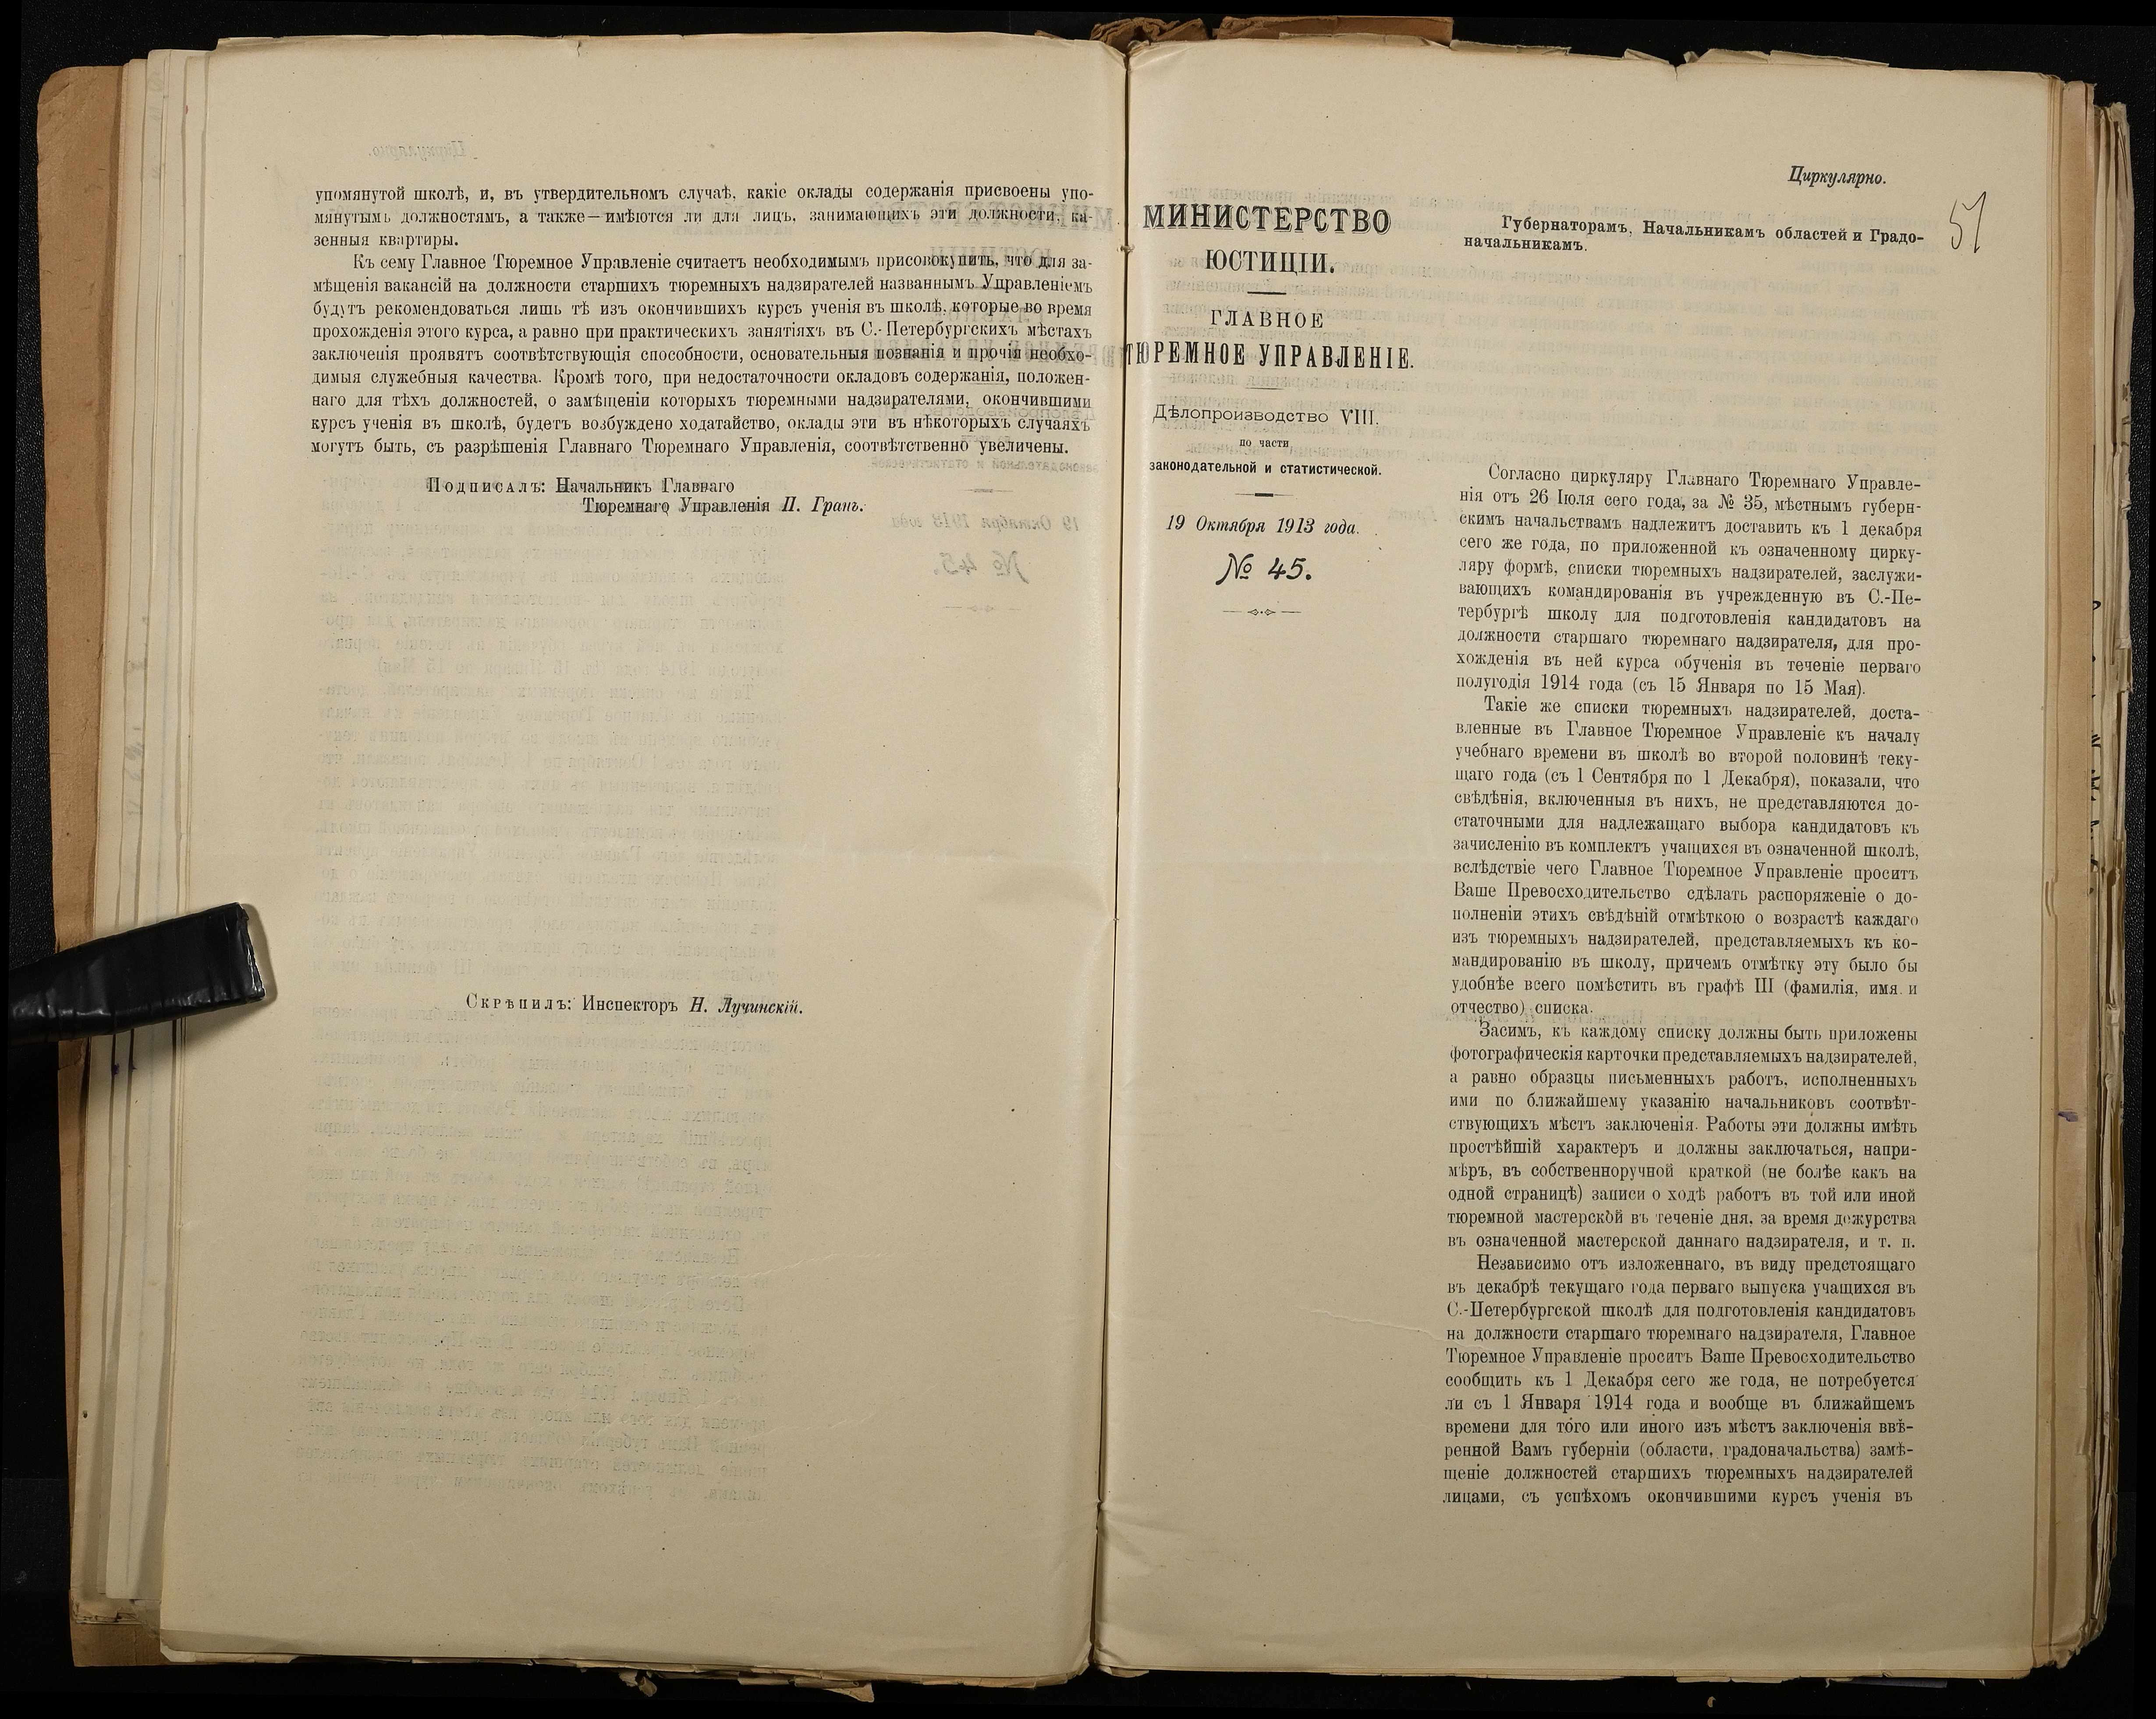 упомянутой школѣ, и, въ утвердительномъ случаѣ, какіе оклады содержанія присвоены упо-
мянутымъ должностямъ, а также—имѣются ли для лицъ, занимающихъ эти должности, ка-
зенныя квартиры.
Къ сему Главное Тюремное Управленіе считаетъ необходимымъ присовокупить, что для за-
мѣщенія вакансій на должности старшихъ тюремныхъ надзирателей названнымъ Управленіемъ
будутъ рекомендоваться лишь тѣ изъ окончившихъ курсъ ученія въ школѣ, которые во время
прохожденія этого курса, а равно при практическихъ занятіяхъ въ С.-Петербургскихъ мѣстахъ
заключенія проявятъ соотвѣтствующія способности, основательныя познанія и прочія необхо-
димыя служебныя качества. Кромѣ того, при недостаточности окладовъ содержанія, положен-
наго для тѣхъ должностей, о замѣщеніи которыхъ тюремными надзирателями, окончившими
курсъ ученія въ школѣ, будетъ возбуждено ходатайство, оклады эти въ нѣкоторыхъ случаяхъ
могутъ быть, съ разрѣшенія Главнаго Тюремнаго Управленія, соотвѣтственно увеличены.
Подписалъ: Начальникъ Главнаго
Тюремнаго Управленія П. Гранъ.
Скрѣпилъ: Инспекторъ Н. Лучинскій.
Циркулярно.
51
МИНИСТЕРСТВО
ЮСТИЦІИ.
ГЛАВНОЕ
ТЮРЕМНОЕ УПРАВЛЕНІЕ.
Дѣлопроизводство VIII.
по части
законодательной и статистической.
19 Октября 1913 года.
№ 45.
Губернаторамъ, Начальникамъ областей и Градо-
начальникамъ.
Согласно циркуляру Главнаго Тюремнаго Управле-
нія отъ 26 Іюля сего года, за № 35, мѣстнымъ губерн-
скимъ начальствамъ надлежитъ доставить къ 1 декабря
сего же года, по приложенной къ означенному цирку-
ляру формѣ, списки тюремныхъ надзирателей, заслужи-
вающихъ командированія въ учрежденную въ С.-Пе-
тербургѣ школу для подготовленія кандидатовъ на
должности старшаго тюремнаго надзирателя, для про-
хожденія въ ней курса обученія въ теченіе перваго
полугодія 1914 года (съ 15 Января по 15 Мая).
Такіе же списки тюремныхъ надзирателей, доста-
вленные въ Главное Тюремное Управленіе къ началу
учебнаго времени въ школѣ во второй половинѣ теку-
щаго года (съ 1 Сентября по 1 Декабря), показали, что
свѣдѣнія, включенныя въ нихъ, не представляются до-
статочными для надлежащаго выбора кандидатовъ къ
зачисленію въ комплектъ учащихся въ означенной школѣ,
вслѣдствіе чего Главное Тюремное Управленіе проситъ
Ваше Превосходительство сдѣлать распоряженіе о до-
полненіи этихъ свѣдѣній отмѣткою о возрастѣ каждаго
изъ тюремныхъ надзирателей, представляемыхъ къ ко-
мандированію въ школу, причемъ отмѣтку эту было бы
удобнѣе всего помѣстить въ графѣ III (фамилія, имя и
отчество) списка.
Засимъ, къ каждому списку должны быть приложены
фотографическія карточки представляемыхъ надзирателей,
а равно образцы письменныхъ работъ, исполненныхъ
ими по ближайшему указанію начальниковъ соотвѣт-
ствующихъ мѣстъ заключенія. Работы эти должны имѣть
простѣйшій характеръ и должны заключаться, напри-
мѣръ, въ собственноручной краткой (не болѣе какъ на
одной страницѣ) записи о ходѣ работъ въ той или иной
тюремной мастерской въ теченіе дня, за время дежурства
въ означенной мастерской даннаго надзирателя, и т. п.
Независимо отъ изложеннаго, въ виду предстоящаго
въ декабрѣ текущаго года перваго выпуска учащихся въ
С.-Петербургской школѣ для подготовленія кандидатовъ
на должности старшаго тюремнаго надзирателя, Главное
Тюремное Управленіе проситъ Ваше Превосходительство
сообщить къ 1 Декабря сего же года, не потребуется
ли съ 1 Января 1914 года и вообще въ ближайшемъ
времени для того или иного изъ мѣстъ заключенія ввѣ-
ренной Вамъ губерніи (области, градоначальства) замѣ-
щеніе должностей старшихъ тюремныхъ надзирателей
лицами, съ успѣхомъ окончившими курсъ ученія въ